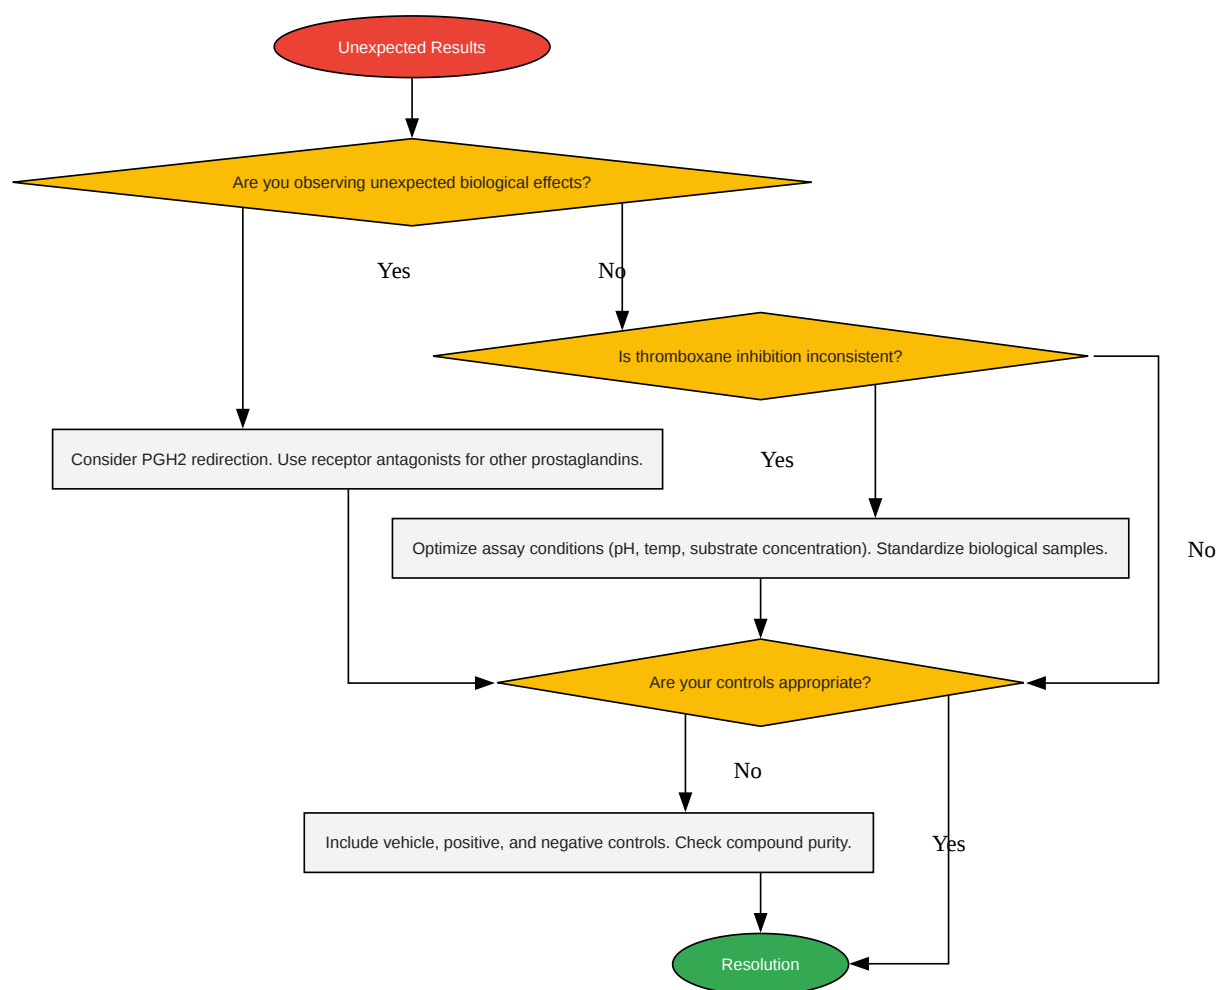 Unexpected Results
Are you observing unexpected biological effects?
Yes
No
Is thromboxane inhibition inconsistent?
Consider PGH2 redirection. Use receptor antagonists for other prostaglandins.
Yes
Optimize assay conditions (pH, temp, substrate concentration). Standardize biological samples.
No
Are your controls appropriate?
No
Include vehicle, positive, and negative controls. Check compound purity.
Yes
Resolution